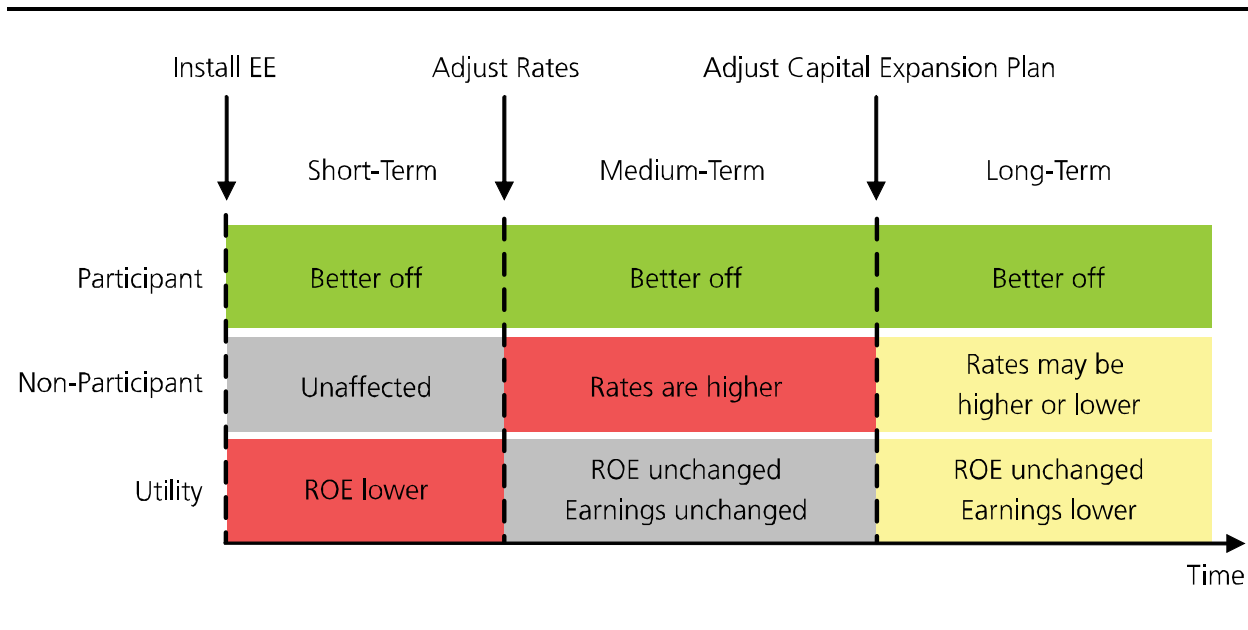 Install EE
Adjust Rates
Adjust Capital Expansion Plan
Short-Term
Medium-Term
Long-Term
Participant
Better off
Better off
Better off
Non-Participant
Unaffected
Rates are higher
Rates may be
higher or lower
Utility
ROE lower
ROE unchanged
Earnings unchanged
ROE unchanged
Earnings lower
Time